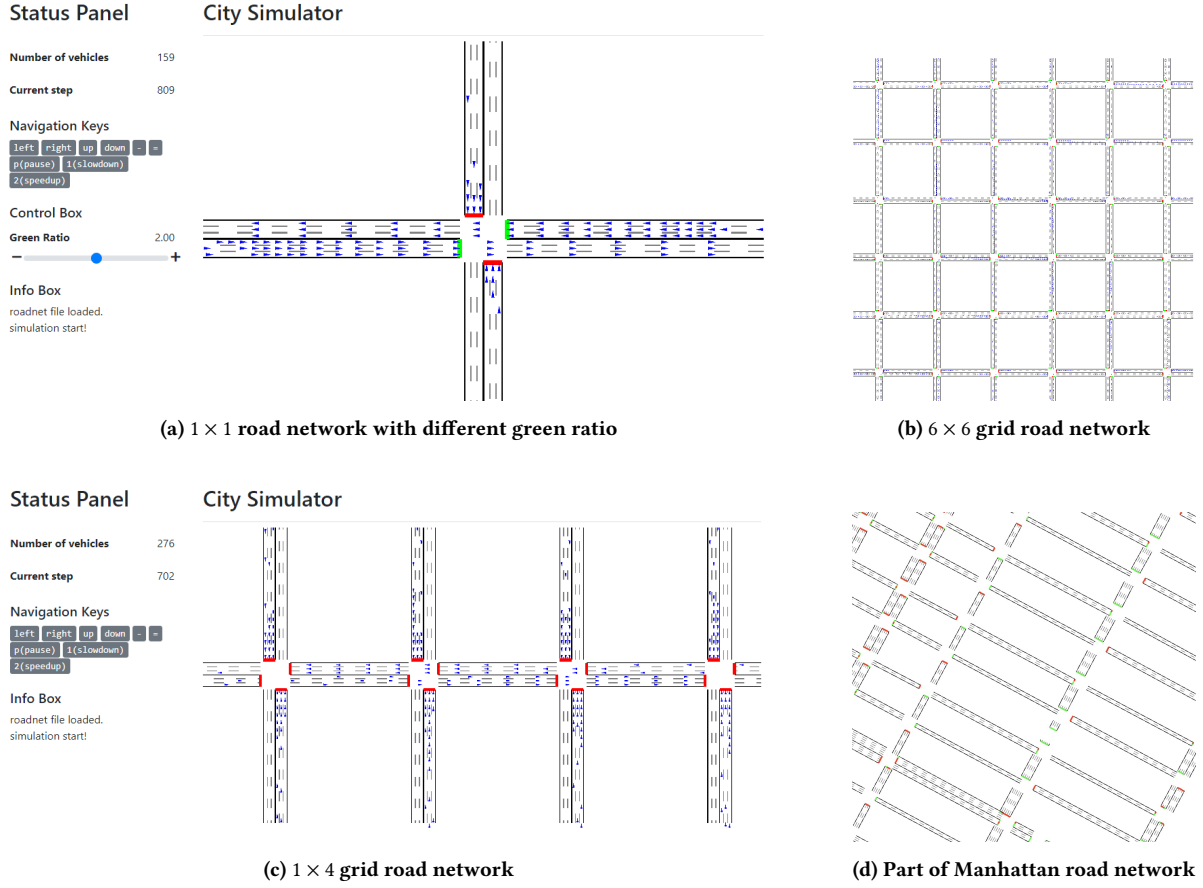 Status Panel
City Simulator
Number of vehicles 159
Current step 809
Navigation Keys
left right up down - =
p(pause) 1(slowdown)
2(speedup)
Control Box
Green Ratio 2.00
− +
Info Box
roadnet file loaded.
simulation start!
(a) 1 × 1 road network with different green ratio
(b) 6 × 6 grid road network
Status Panel
City Simulator
Number of vehicles 276
Current step 702
Navigation Keys
left right up down - =
p(pause) 1(slowdown)
2(speedup)
Info Box
roadnet file loaded.
simulation start!
(c) 1 × 4 grid road network
(d) Part of Manhattan road network